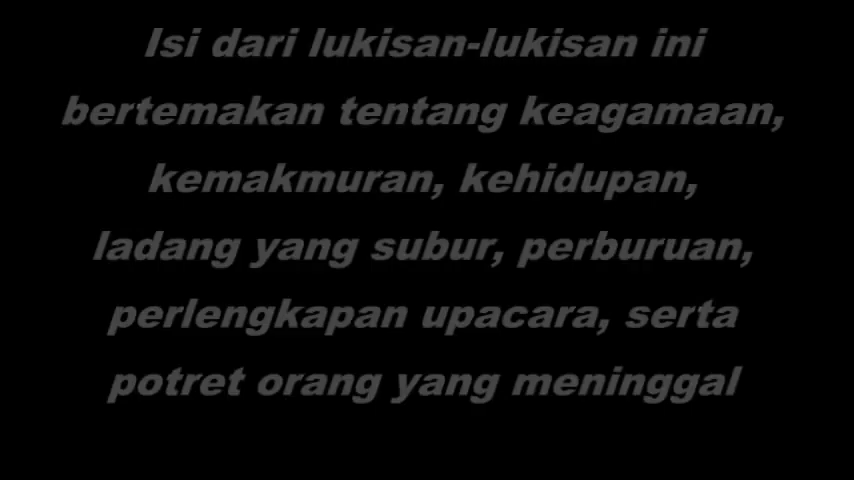 Isi dari lukisan-lukisan ini
bertemakan tentang keagamaan,
kemakmuran, kehidupan,
ladang yang subur, perburuan,
perlengkapan upacara, serta
potret orang yang meninggal